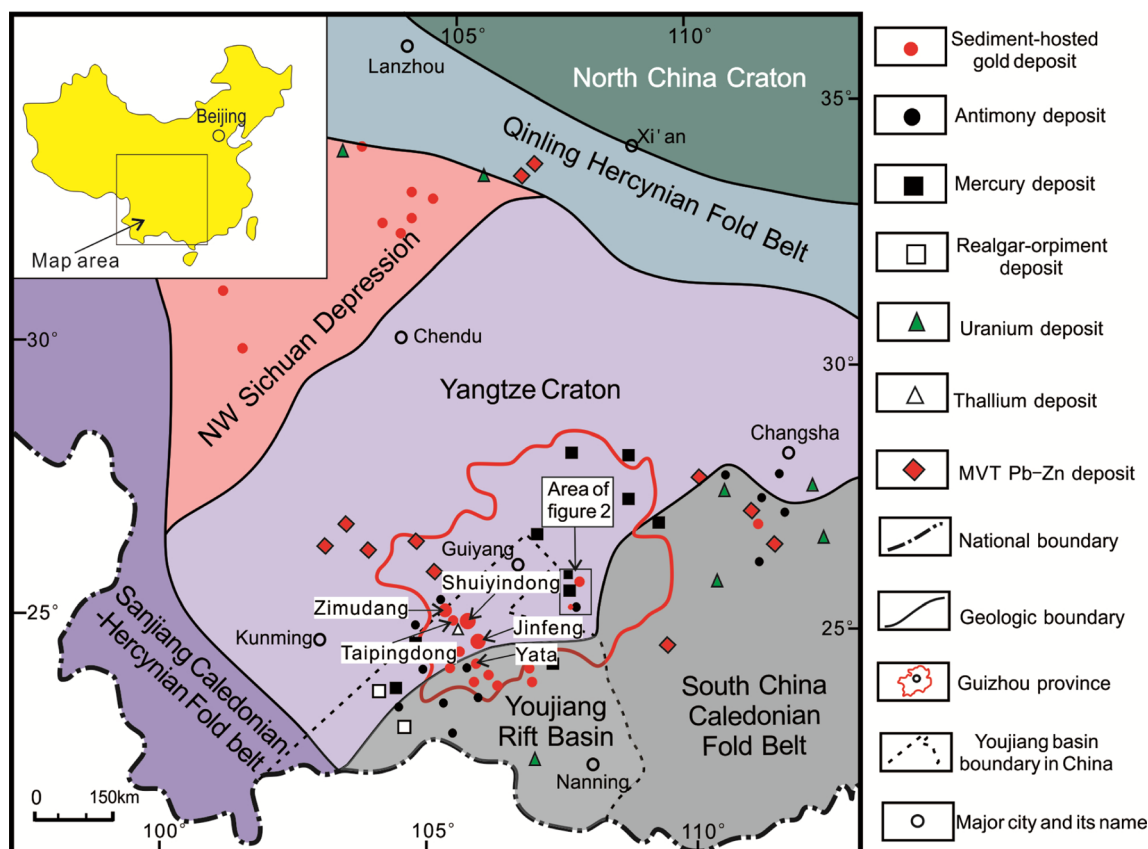 105°
110°
Lanzhou
North China Craton
35°
Beijing
Xi'an
Qinling Hercynian Fold Belt
Map area
NW Sichuan Depression
30°
Chendu
30°
Yangtze Craton
Changsha
Area of
figure 2
Guiyang
Shuiyindong
Zimudang
25°
Jinfeng
25°
Kunming
Taipingdong
Yata
Sanjiang Caledonian
-Hercynian Fold belt
South China
Caledonian
Fold Belt
Youjiang
Rift Basin
Nanning
0 150km
100°
105°
110°
Sediment-hosted
gold deposit
Antimony deposit
Mercury deposit
Realgar-orpiment
deposit
Uranium deposit
Thallium deposit
MVT Pb-Zn deposit
National boundary
Geologic boundary
Guizhou province
Youjiang basin
boundary in China
Major city and its name